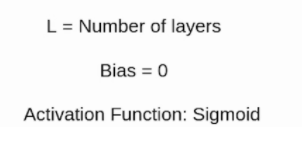 L = Number of layers
Bias = 0
Activation Function: Sigmoid